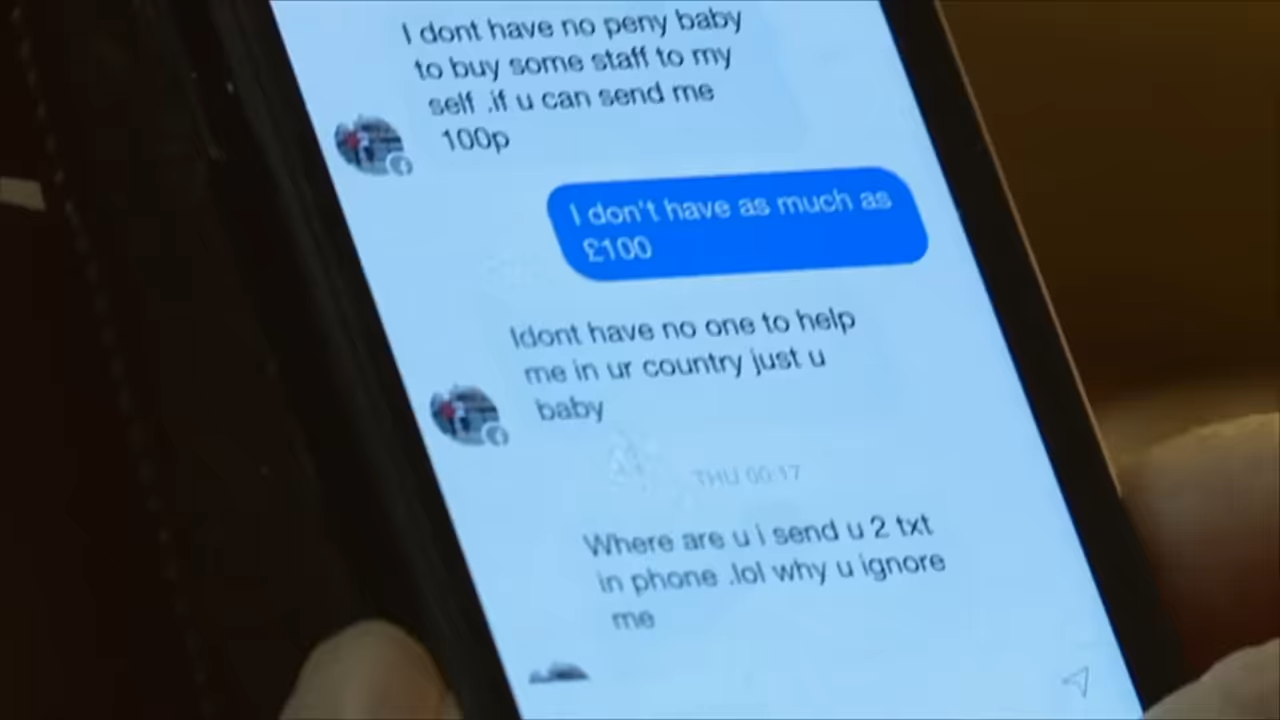 I dont have no peny baby
to buy some staff to my
self .if u can send me
100p
I don't have as much as
£100
Idont have no one to help
me in ur country just u
baby
THU 00:17
Where are u i send u 2 txt
in phone .lol why u ignore
me